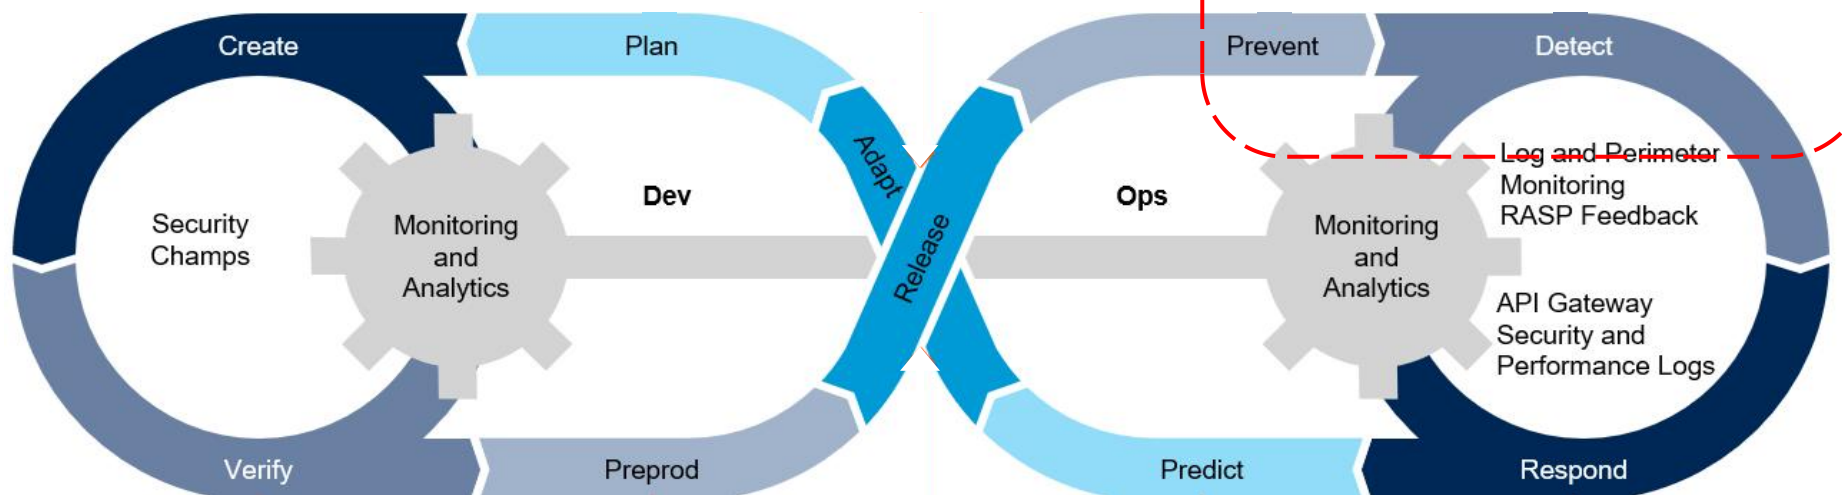 Create
Plan
Prevent
Detect
Adapt
Log and Perimeter
Monitoring
RASP Feedback
Dev
Ops
Security
Champs
Monitoring
and
Analytics
Release
Monitoring
and
Analytics
API Gateway
Security and
Performance Logs
Verify
Preprod
Predict
Respond